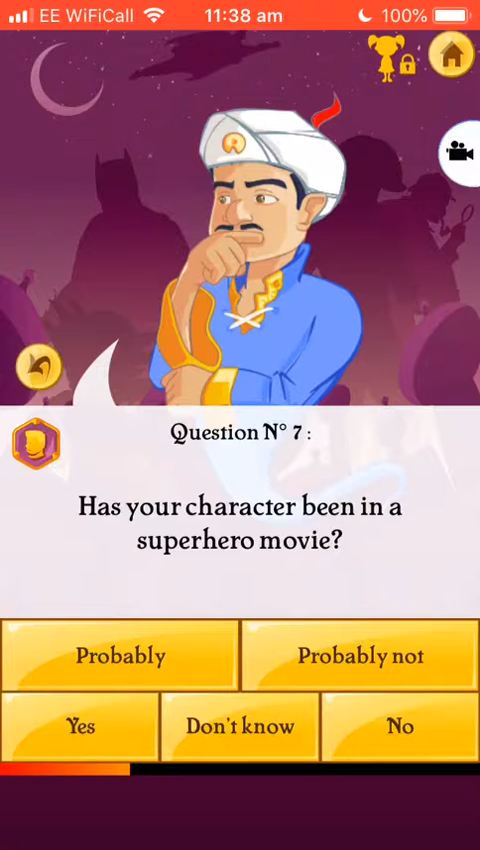 EE WiFiCall 11:38 am 100%
Question N° 7 :
Has your character been in a
superhero movie?
Probably Probably not
Yes Don't know No